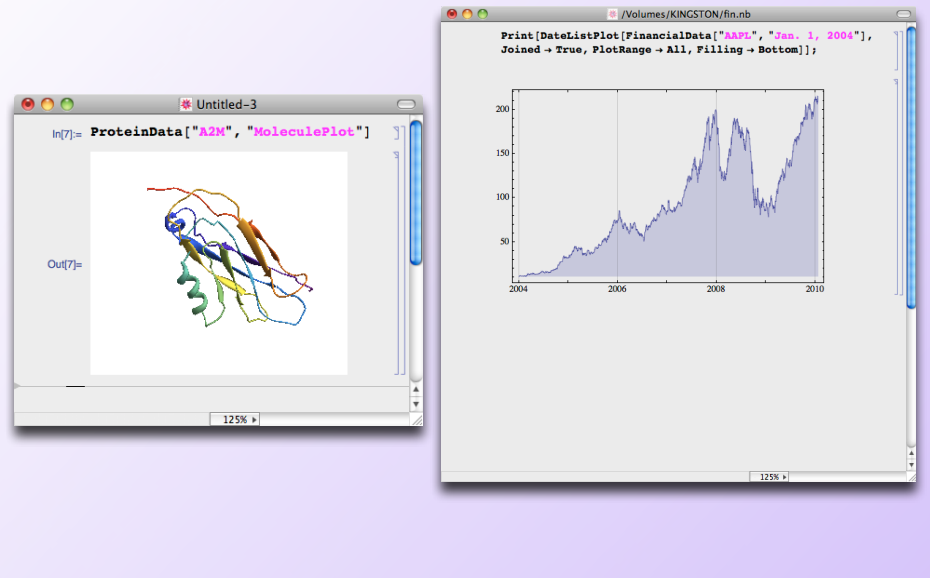 Untitled-3
In[7]:= ProteinData["A2M", "MoleculePlot"]
Out[7]=
125%
/Volumes/KINGSTON/fin.nb
Print[DateListPlot[FinancialData["AAPL", "Jan. 1, 2004"],
Joined → True, PlotRange → All, Filling → Bottom]];
200
150
100
50
2004 2006 2008 2010
125%